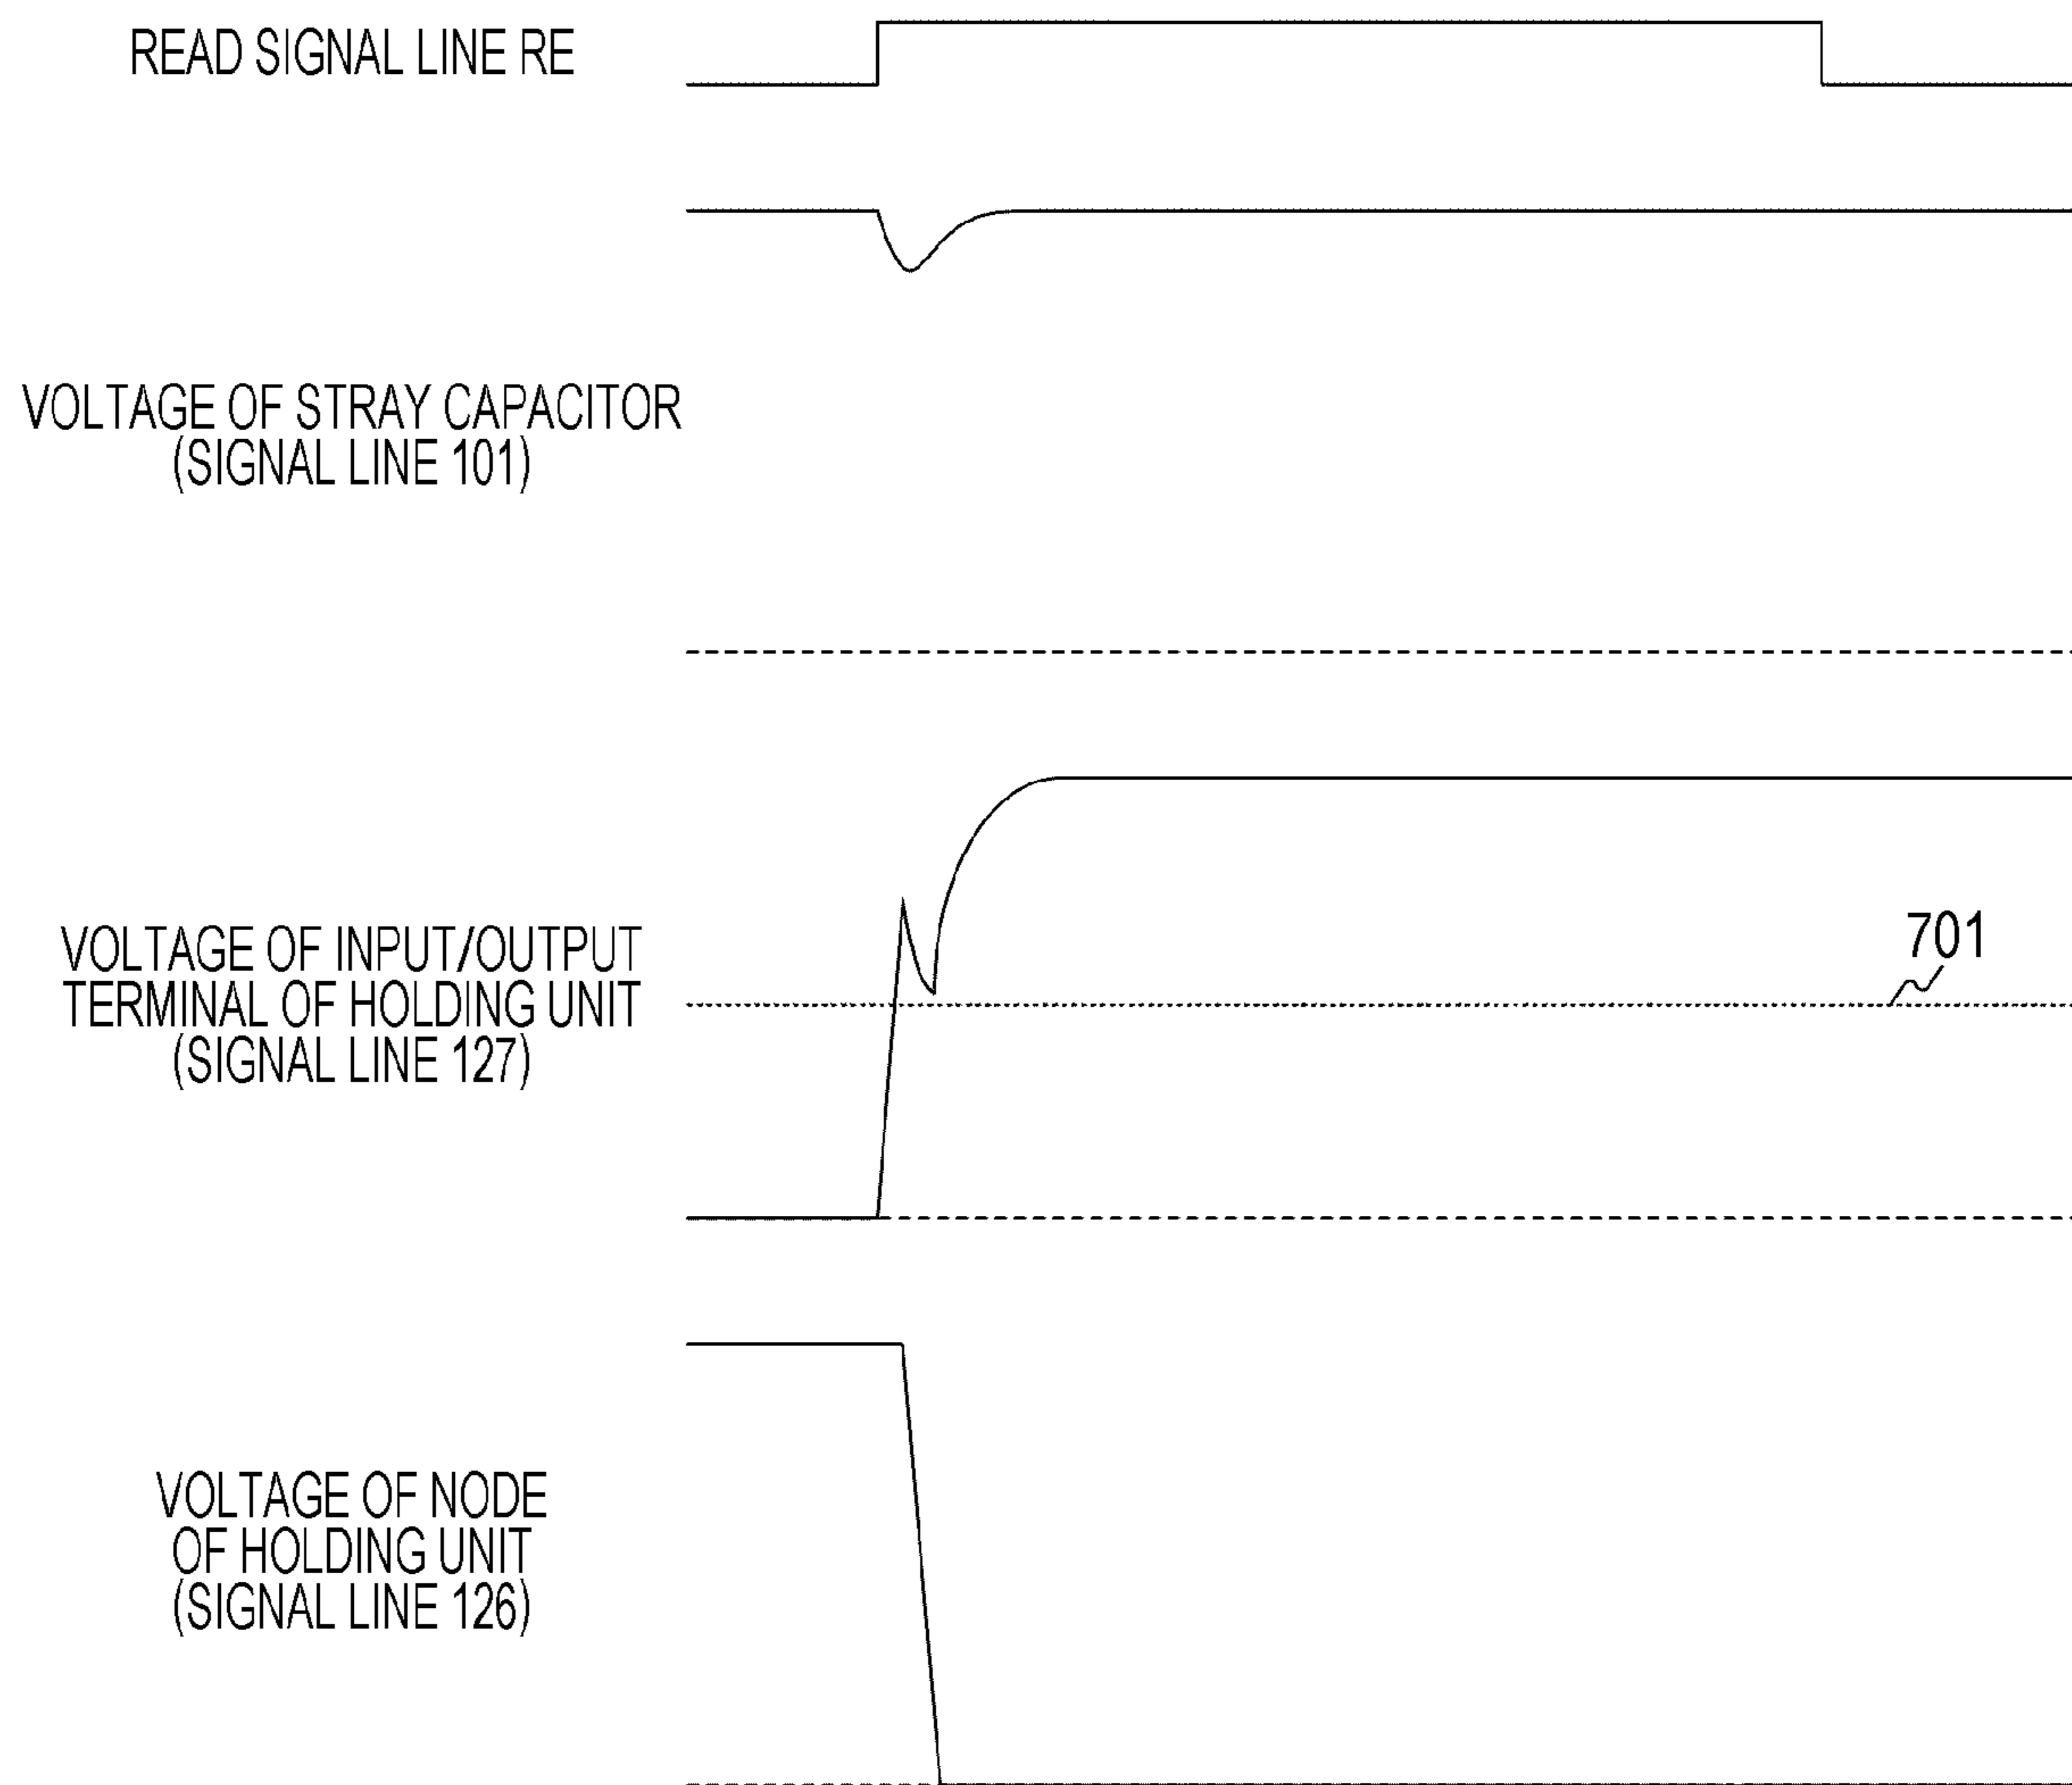 READ SIGNAL LINE RE
VOLTAGE OF STRAY CAPACITOR
(SIGNAL LINE 101)
VOLTAGE OF INPUT/OUTPUT
TERMINAL OF HOLDING UNIT
(SIGNAL LINE 127)
701
VOLTAGE OF NODE
OF HOLDING UNIT
(SIGNAL LINE 126)